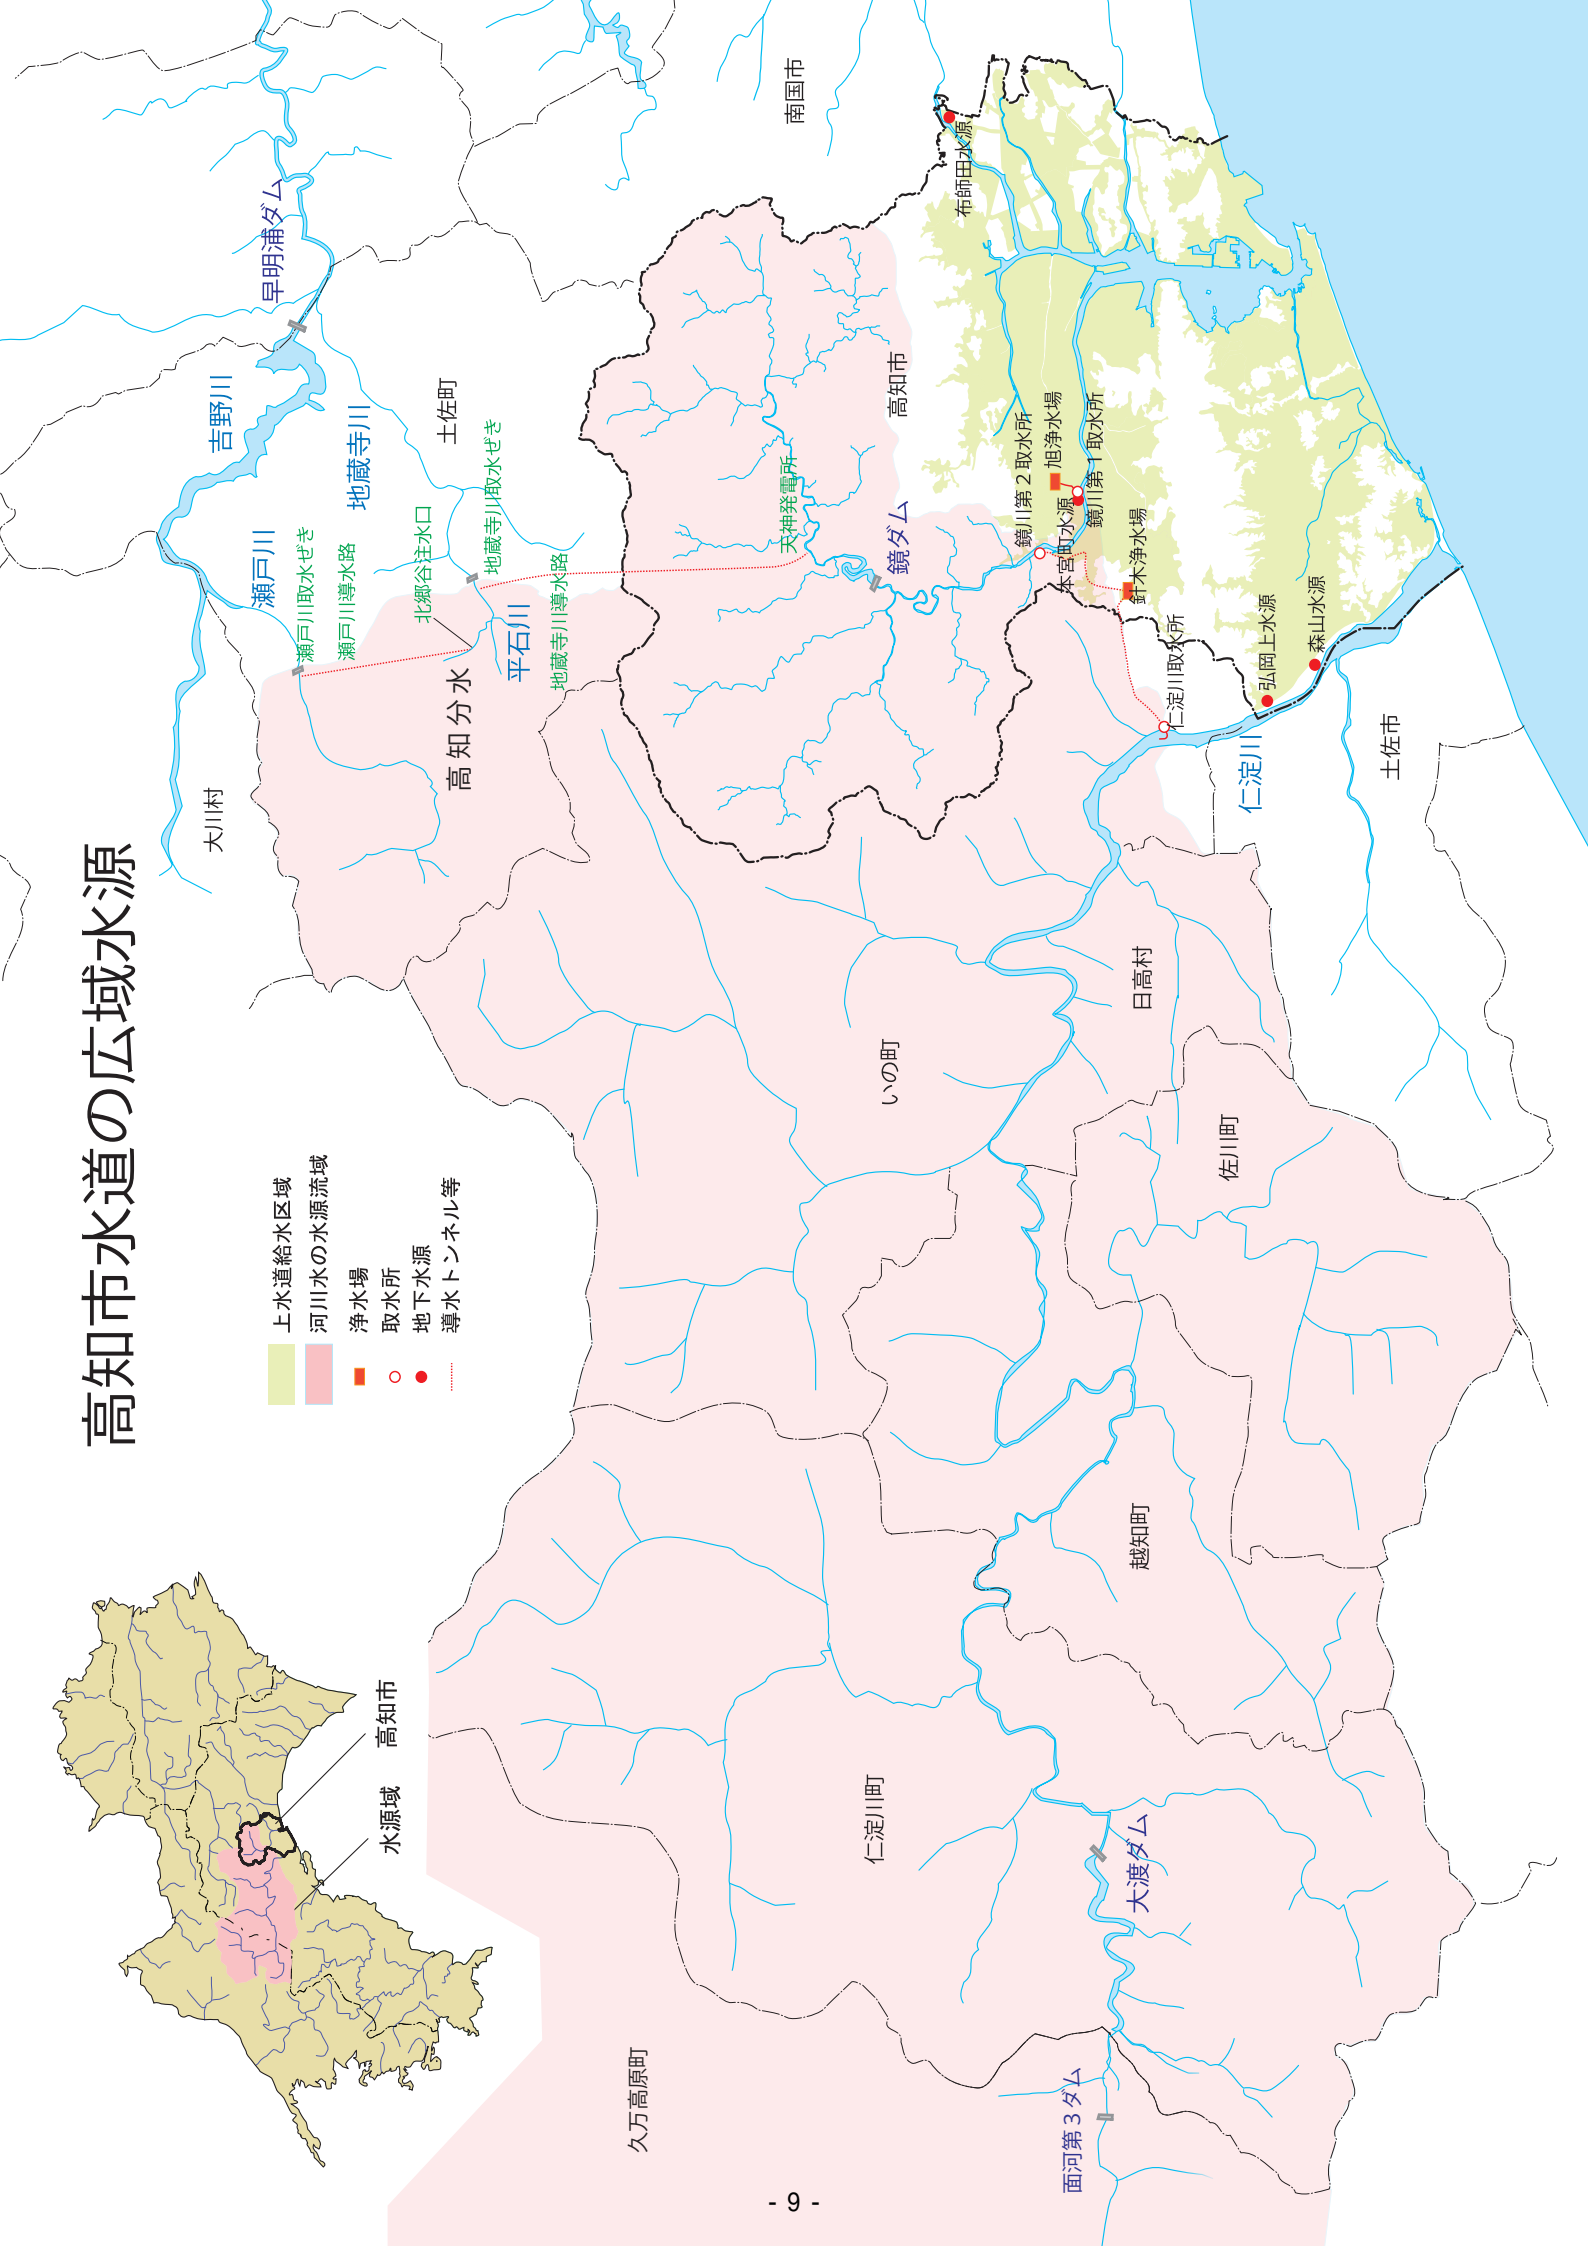 高知市水道の広域水源
上水道給水区域
河川水の水源流域
浄水場
取水所
地下水源
導水トンネル等
高知市
水源域
吉野川
早明浦ダム
瀬戸川
地蔵寺川
土佐町
瀬戸川取水ぜき
瀬戸川導水路
北郷谷注水口
地蔵寺川取水ぜき
平石川
地蔵寺川導水路
高知分水
大川村
南国市
天神発電所
高知市
鏡ダム
布師田水源
鏡川第2取水所
旭浄水場
本宮町水源
鏡川第1取水所
針木浄水場
仁淀川取水所
弘岡上水源
森山水源
仁淀川
土佐市
いの町
日高村
佐川町
越知町
仁淀川町
大渡ダム
久万高原町
面河第3ダム
- 9 -